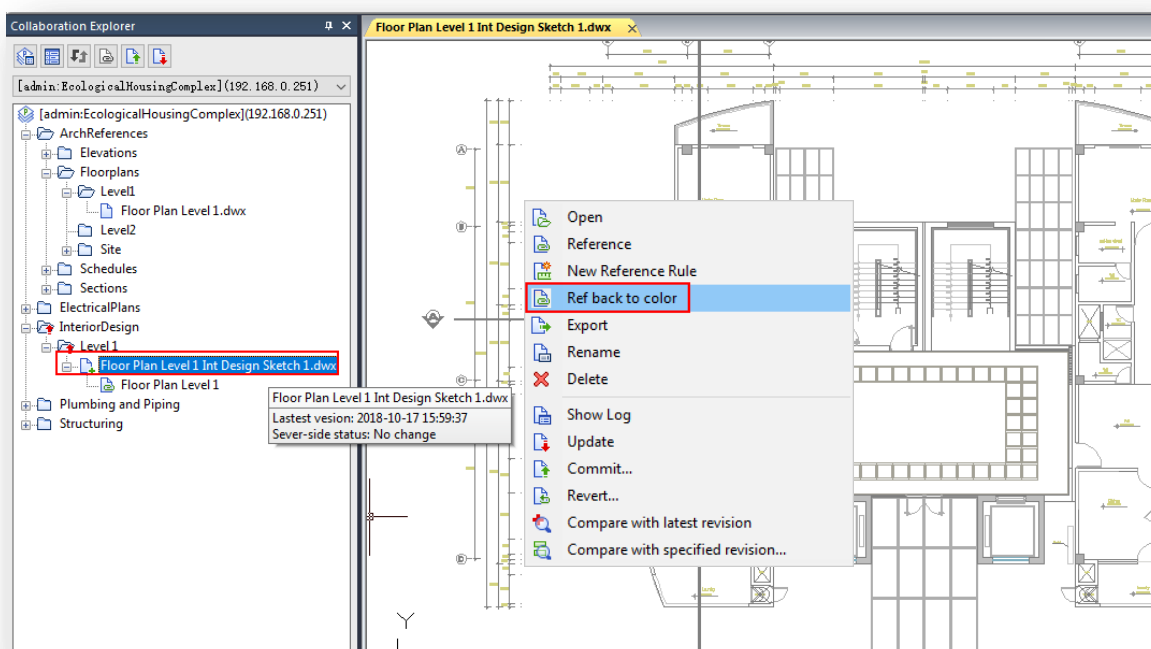 Collaboration Explorer
Floor Plan Level 1 Int Design Sketch 1.dwx
[admin:EcologicalHousingComplex](192.168.0.251)
[admin:EcologicalHousingComplex](192.168.0.251)
ArchReferences
Elevations
Floorplans
Level1
Floor Plan Level 1.dwx
Level2
Site
Schedules
Sections
ElectricalPlans
InteriorDesign
Level 1
Floor Plan Level 1 Int Design Sketch 1.dwx
Floor Plan Level 1
Plumbing and Piping
Structuring
Floor Plan Level 1 Int Design Sketch 1.dwx
Lastest vesion: 2018-10-17 15:59:37
Sever-side status: No change
Open
Reference
New Reference Rule
Ref back to color
Export
Rename
Delete
Show Log
Update
Commit...
Revert...
Compare with latest revision
Compare with specified revision...
A
Y